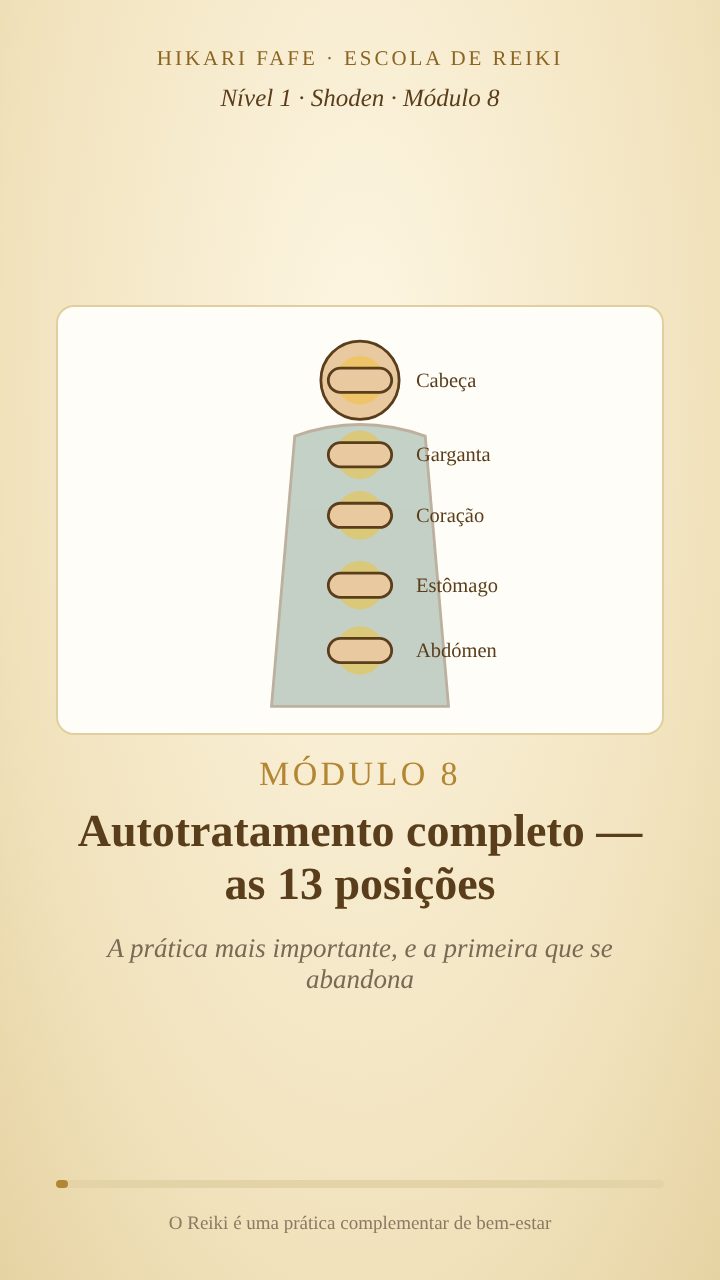 HIKARI FAFE · ESCOLA DE REIKI
Nível 1 · Shoden · Módulo 8
Cabeça
Garganta
Coração
Estômago
Abdómen
MÓDULO 8
Autotratamento completo —
as 13 posições
A prática mais importante, e a primeira que se
abandona
O Reiki é uma prática complementar de bem-estar